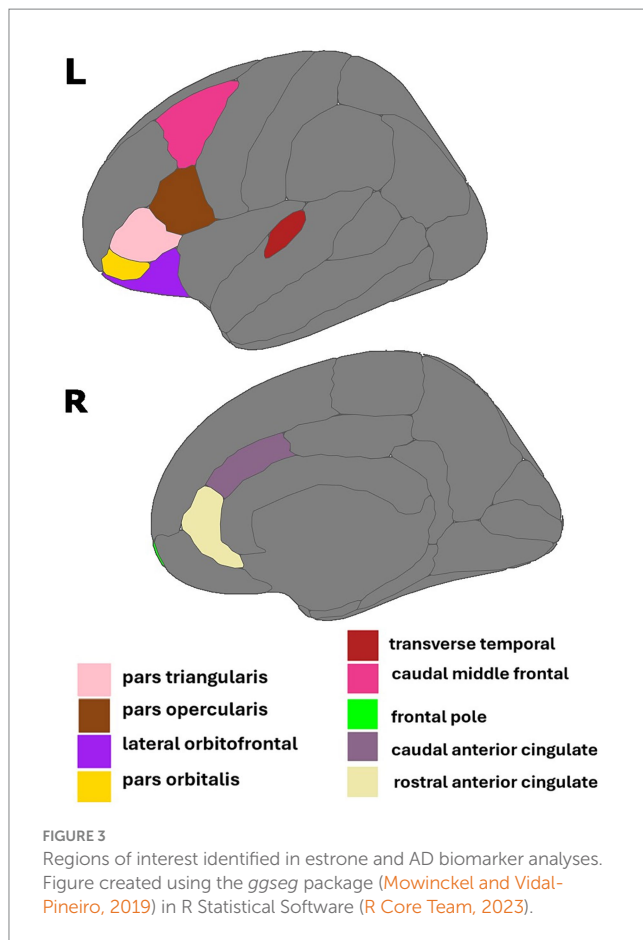 L
R
pars triangularis
pars opercularis
lateral orbitofrontal
pars orbitalis
transverse temporal
caudal middle frontal
frontal pole
caudal anterior cingulate
rostral anterior cingulate
FIGURE 3
Regions of interest identified in estrone and AD biomarker analyses.
Figure created using the ggseg package (Mowinckel and Vidal-
Pineiro, 2019) in R Statistical Software (R Core Team, 2023).